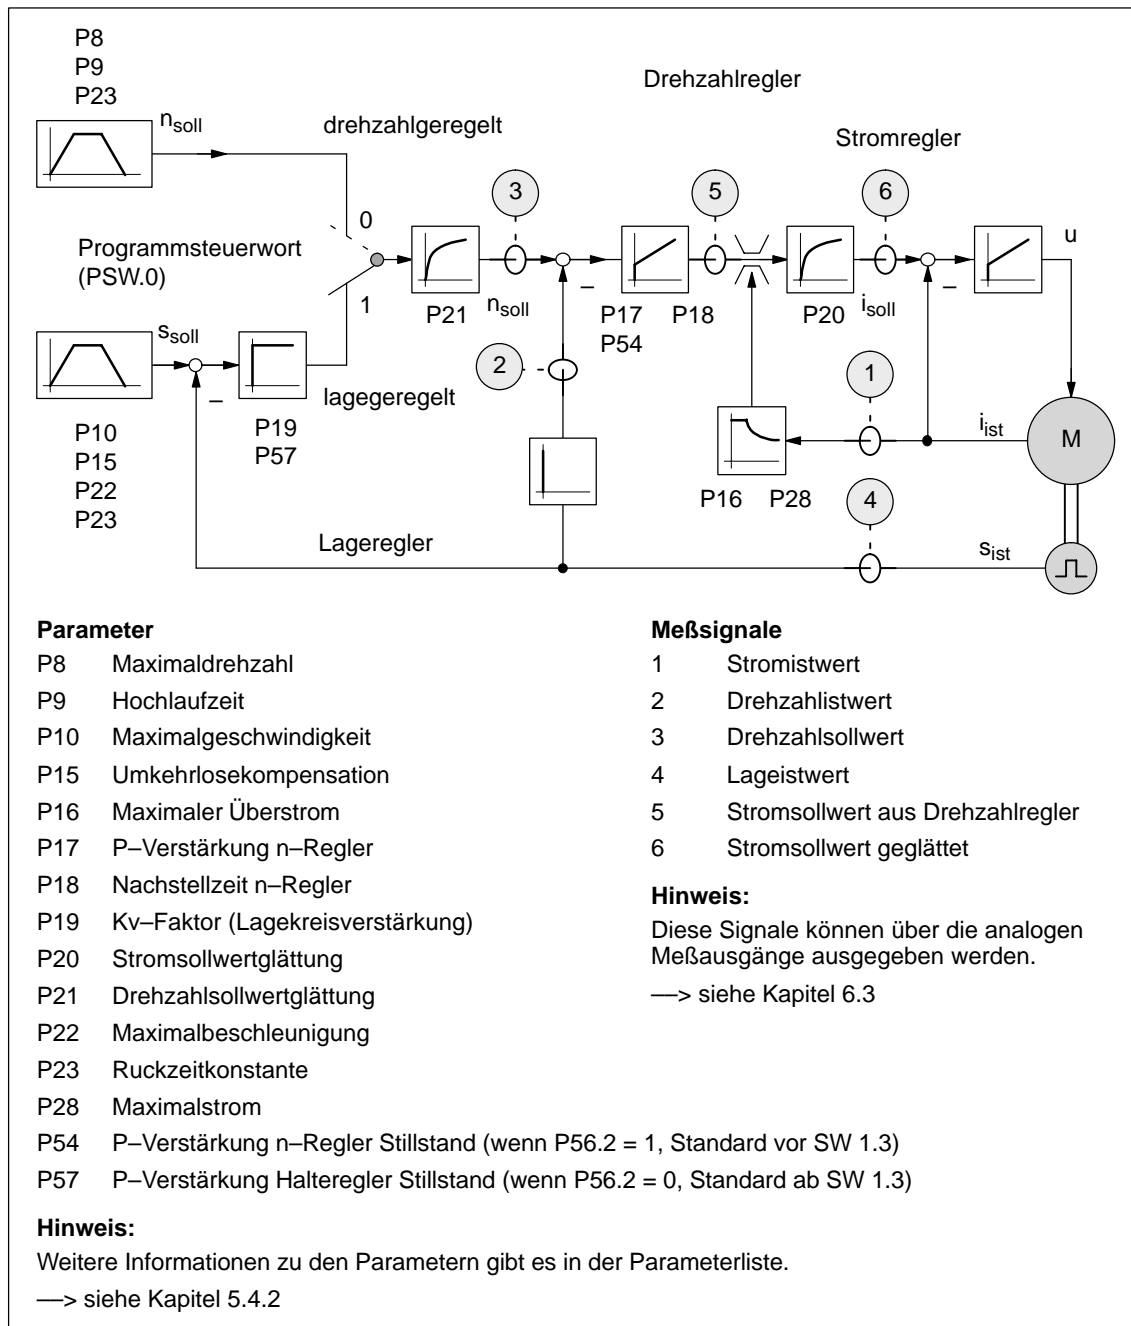 P8
P9
P23
Drehzahlregler
nsoll
drehzahlgeregelt
Stromregler
3
5
6
0
u
Programmsteuerwort
(PSW.0)
–
–
1
P21
nsoll
P17
P54
P18
P20
isoll
ssoll
2
1
–
lagegeregelt
P10
P15
P22
P23
P19
P57
iist
M
P16
P28
4
Lageregler
sist
Parameter
P8 Maximaldrehzahl
P9 Hochlaufzeit
P10 Maximalgeschwindigkeit
P15 Umkehrlosekompensation
P16 Maximaler Überstrom
P17 P–Verstärkung n–Regler
P18 Nachstellzeit n–Regler
P19 Kv–Faktor (Lagekreisverstärkung)
P20 Stromsollwertglättung
P21 Drehzahlsollwertglättung
P22 Maximalbeschleunigung
P23 Ruckzeitkonstante
P28 Maximalstrom
P54 P–Verstärkung n–Regler Stillstand (wenn P56.2 = 1, Standard vor SW 1.3)
P57 P–Verstärkung Halteregler Stillstand (wenn P56.2 = 0, Standard ab SW 1.3)
Meßsignale
1 Stromistwert
2 Drehzahlistwert
3 Drehzahlsollwert
4 Lageistwert
5 Stromsollwert aus Drehzahlregler
6 Stromsollwert geglättet
Hinweis:
Diese Signale können über die analogen
Meßausgänge ausgegeben werden.
––> siehe Kapitel 6.3
Hinweis:
Weitere Informationen zu den Parametern gibt es in der Parameterliste.
––> siehe Kapitel 5.4.2